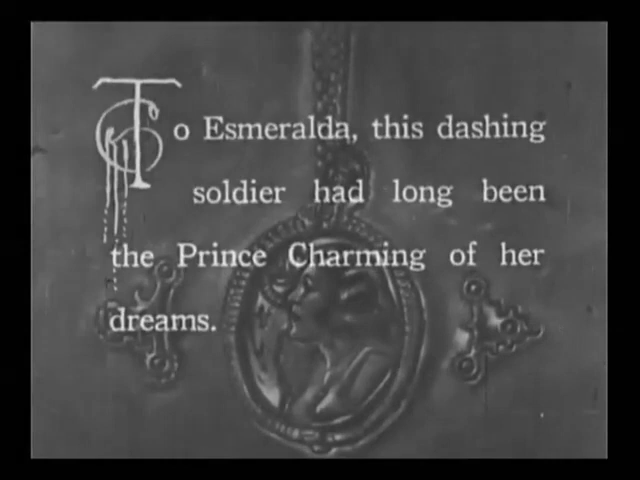 To Esmeralda, this dashing
soldier had long been
the Prince Charming of her
dreams.